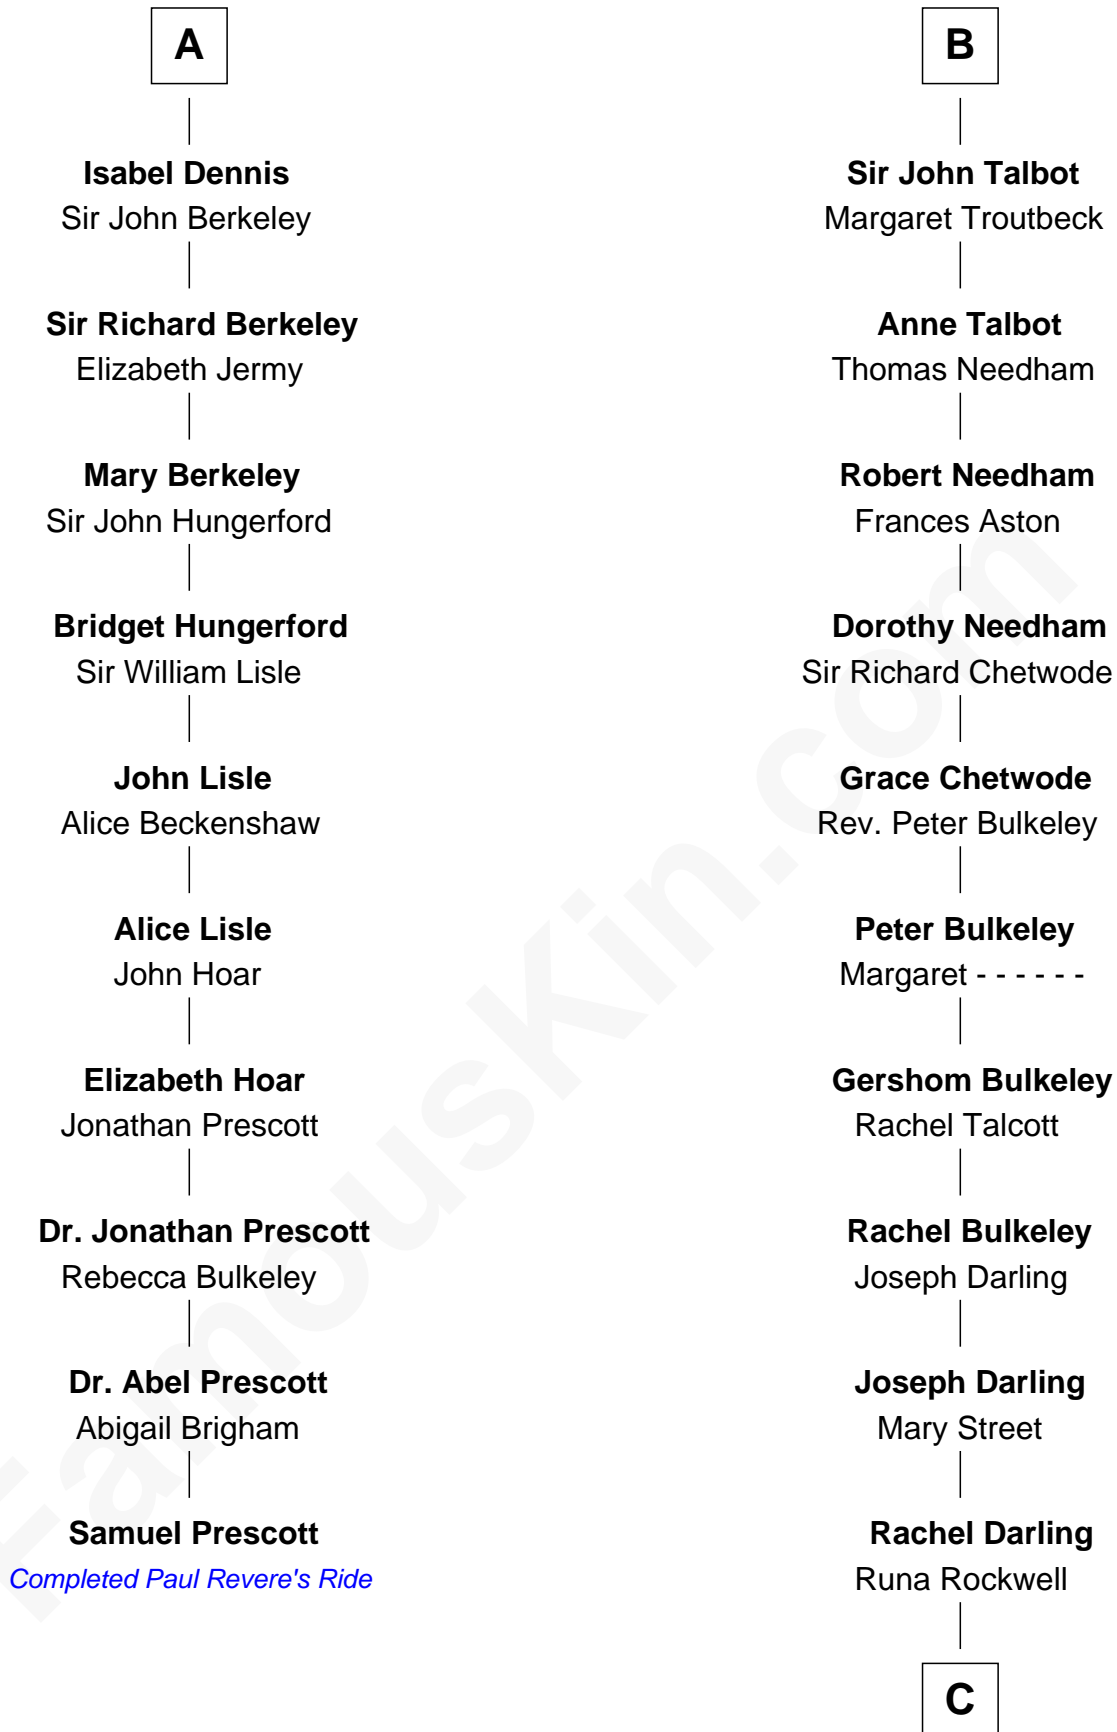 A
Isabel Dennis
Sir John Berkeley
Sir Richard Berkeley
Elizabeth Jermy
Mary Berkeley
Sir John Hungerford
Bridget Hungerford
Sir William Lisle
John Lisle
Alice Beckenshaw
Alice Lisle
John Hoar
Elizabeth Hoar
Jonathan Prescott
Dr. Jonathan Prescott
Rebecca Bulkeley
Dr. Abel Prescott
Abigail Brigham
Samuel Prescott
Completed Paul Revere's Ride
B
Sir John Talbot
Margaret Troutbeck
Anne Talbot
Thomas Needham
Robert Needham
Frances Aston
Dorothy Needham
Sir Richard Chetwode
Grace Chetwode
Rev. Peter Bulkeley
Peter Bulkeley
Margaret - - - - - -
Gershom Bulkeley
Rachel Talcott
Rachel Bulkeley
Joseph Darling
Joseph Darling
Mary Street
Rachel Darling
Runa Rockwell
C
FamousKin.com